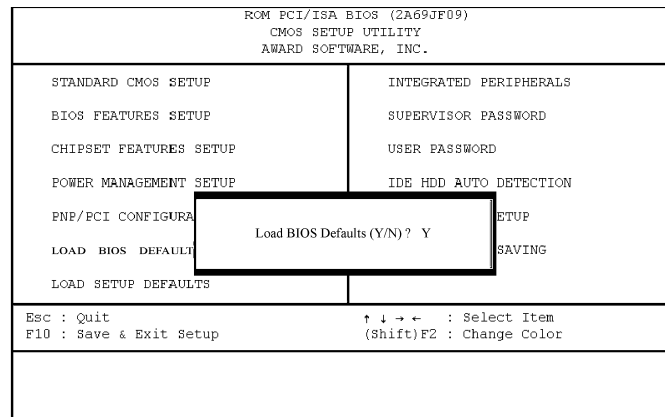 ROM PCI/ISA BIOS (2A69JF09)
CMOS SETUP UTILITY
AWARD SOFTWARE, INC.
STANDARD CMOS SETUP
BIOS FEATURES SETUP
CHIPSET FEATURES SETUP
POWER MANAGEMENT SETUP
PNP/PCI CONFIGURA
LOAD BIOS DEFAULT
LOAD SETUP DEFAULTS
INTEGRATED PERIPHERALS
SUPERVISOR PASSWORD
USER PASSWORD
IDE HDD AUTO DETECTION
ETUP
SAVING
Load BIOS Defaults (Y/N) ? Y
Esc : Quit
F10 : Save & Exit Setup
↑ ↓ → ← : Select Item
(Shift)F2 : Change Color